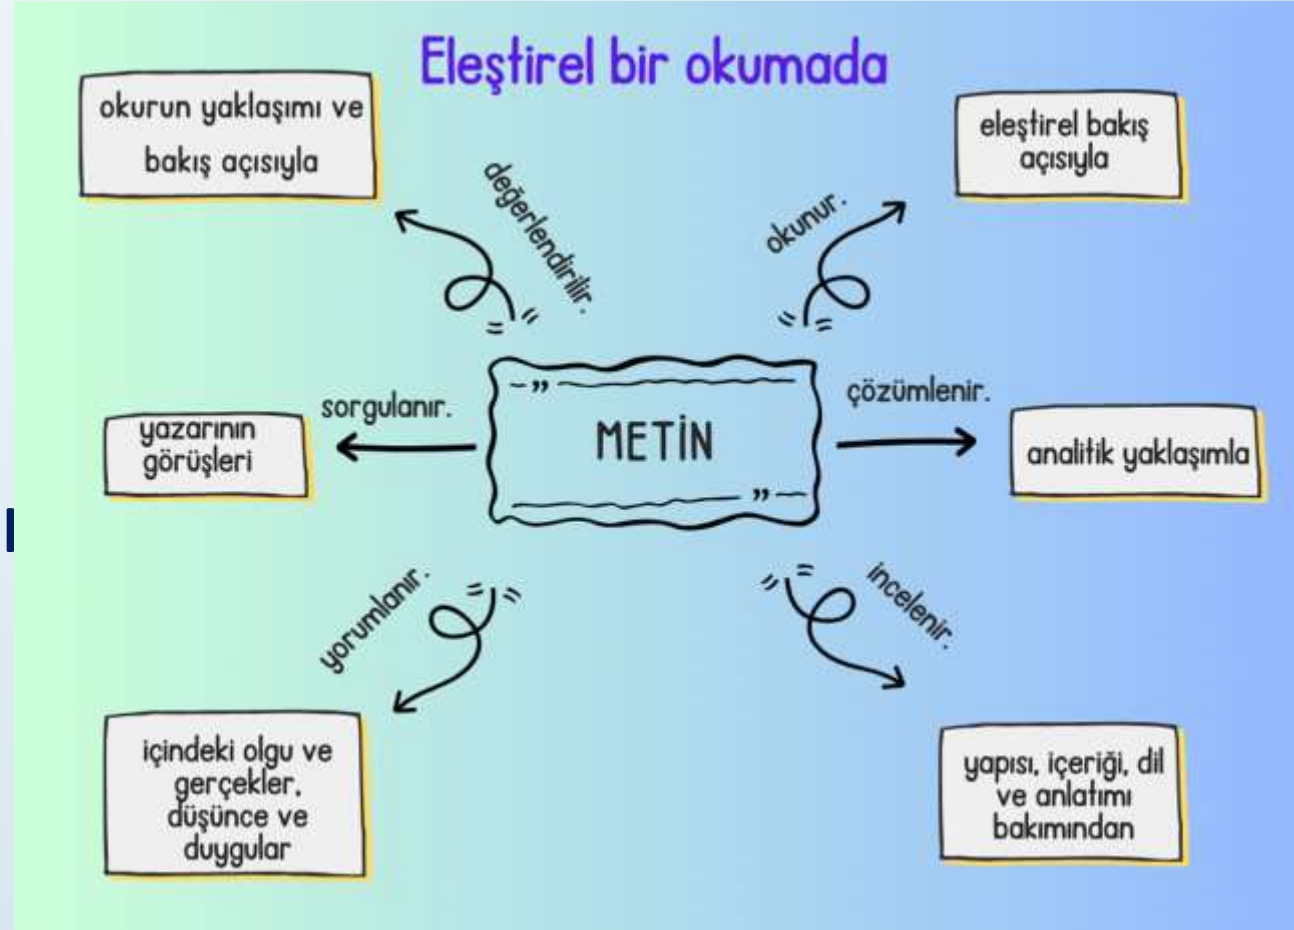 Eleştirel bir okumada
okurun yaklaşımı ve
bakış açısıyla
değerlendirilir.
okunur.
eleştirel bakış
açısıyla
sorgulanır.
yazarının
görüşleri
METİN
çözümlenir.
analitik yaklaşımla
yorumlanır.
içindeki olgu ve
gerçekler,
düşünce ve
duygular
incelenir.
yapısı, içeriği, dil
ve anlatımı
bakımından